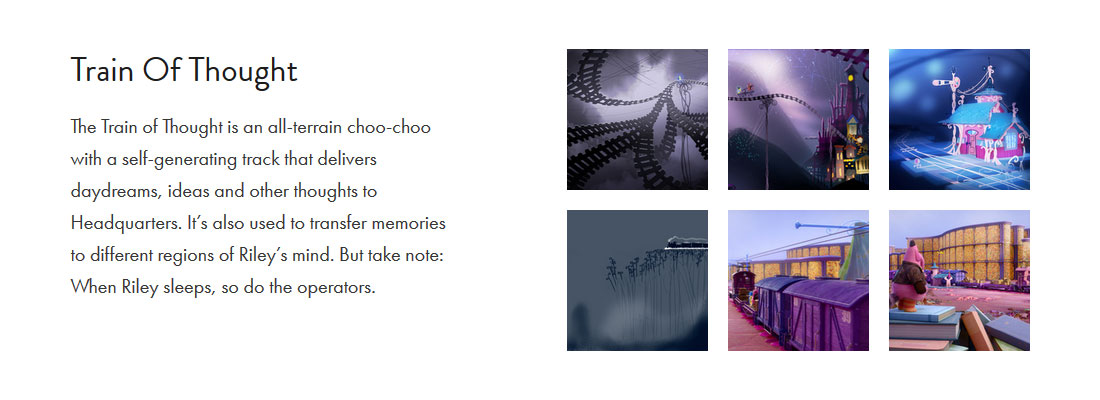 Train Of Thought
The Train of Thought is an all-terrain choo-choo
with a self-generating track that delivers
daydreams, ideas and other thoughts to
Headquarters. It’s also used to transfer memories
to different regions of Riley’s mind. But take note:
When Riley sleeps, so do the operators.